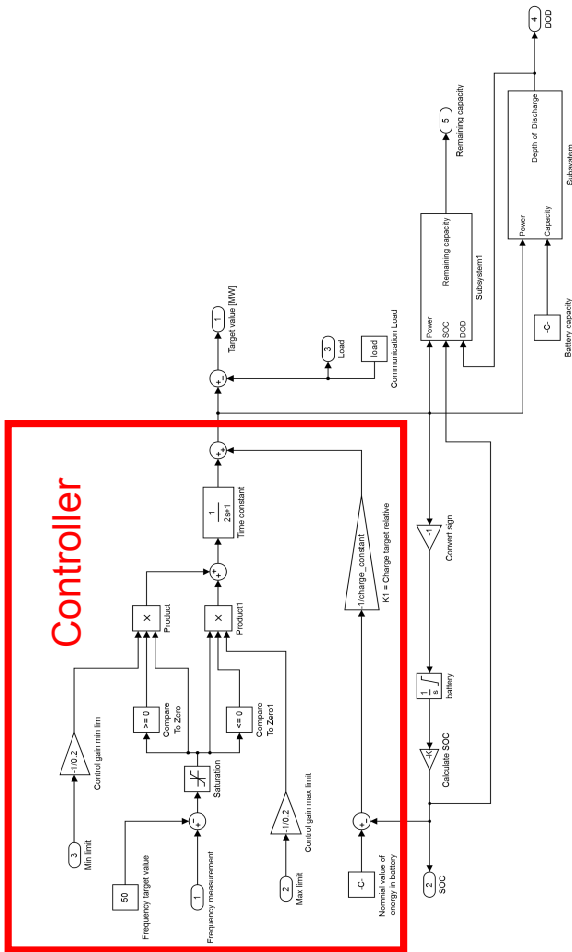 Controller
3
Min limit
-1/0.2
Control gain min lim
50
Frequency target value
1
Frequency measurement
2
Max limit
-1/0.2
Control gain max limit
Saturation
>= 0
Compare
To Zero
<= 0
Compare
To Zero1
X
Product
X
Product1
1
2s+1
Time constant
-C-
Nominal value of
energy in battery
-1/charge_constant
K1 = Charge target relative
1
Target value [MW]
3
Load
load
Communication Load
2
SOC
-K
Calculate SOC
1
s
battery
-1
Convert sign
Power
SOC
DOD
Remaining capacity
Subsystem1
5
Remaining capacity
-C-
Battery capacity
Power
Capacity
Depth of Discharge
Subsystem
4
DOD